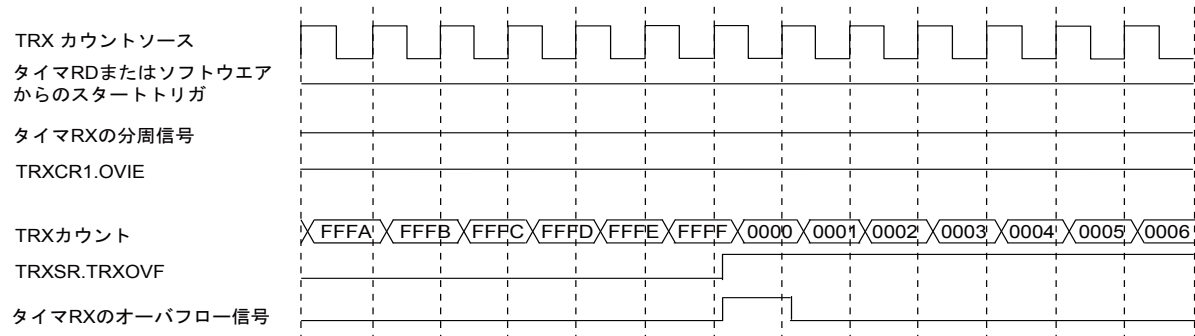 TRX カウントソース
タイマRDまたはソフトウエア
からのスタートトリガ
タイマRXの分周信号
TRXCR1.OVIE
TRXカウント
FFFA FFFB FFFC FFFD FFFE FFFF 0000 0001 0002 0003 0004 0005 0006
TRXSR.TRXOVF
タイマRXのオーバフロー信号